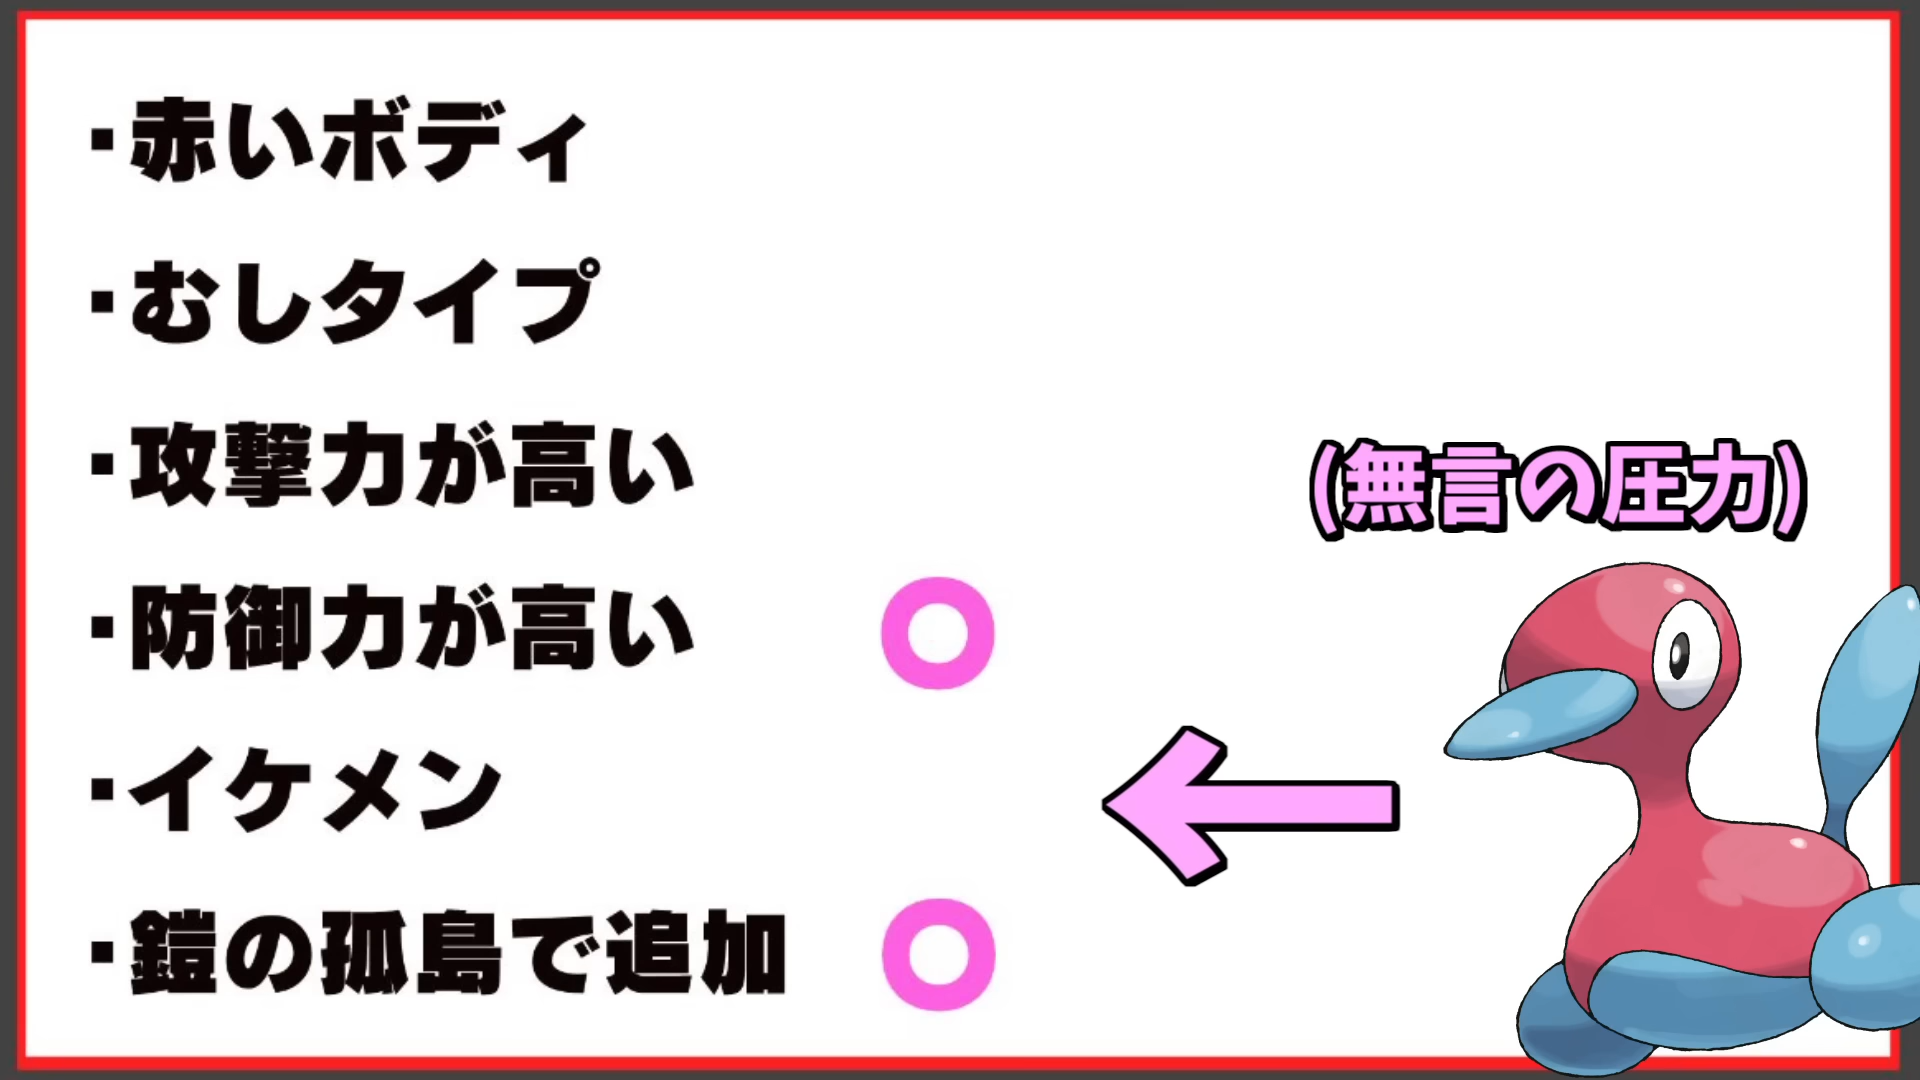 ・赤いボディ
・むしタイプ
・攻撃力が高い
(無言の圧力)
・防御力が高い
・イケメン
・鎧の孤島で追加